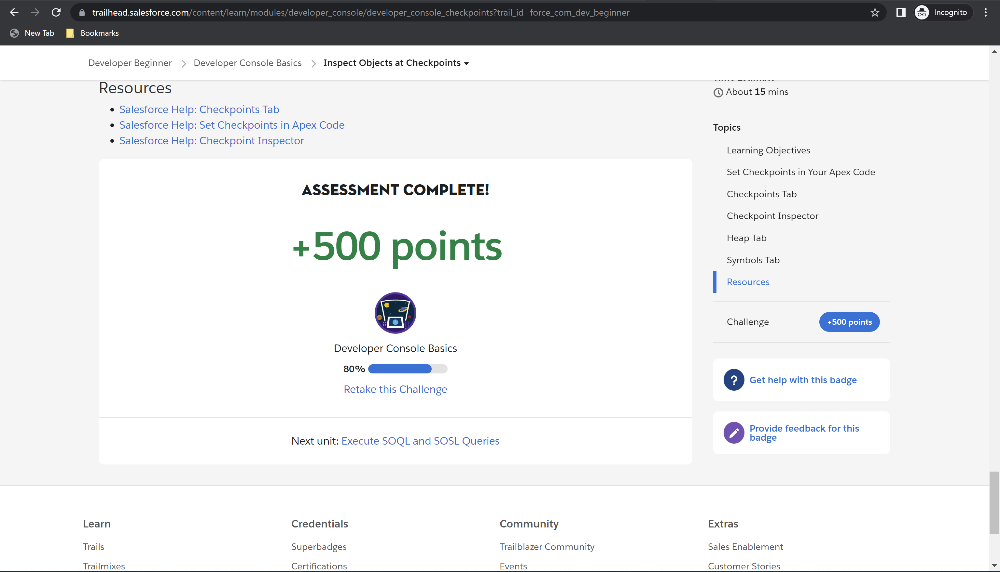 trailhead.salesforce.com/content/learn/modules/developer_console/developer_console_checkpoints?trail_id=force_com_dev_beginner
Incognito
New Tab
Bookmarks
Developer Beginner
Developer Console Basics
Inspect Objects at Checkpoints
Resources
Salesforce Help: Checkpoints Tab
Salesforce Help: Set Checkpoints in Apex Code
Salesforce Help: Checkpoint Inspector
ASSESSMENT COMPLETE!
+500 points
Developer Console Basics
80%
Retake this Challenge
Next unit: Execute SOQL and SOSL Queries
Time Estimate
About 15 mins
Topics
Learning Objectives
Set Checkpoints in Your Apex Code
Checkpoints Tab
Checkpoint Inspector
Heap Tab
Symbols Tab
Resources
Challenge
+500 points
? Get help with this badge
Provide feedback for this
badge
Learn
Trails
Trailmixes
Credentials
Superbadges
Certifications
Community
Trailblazer Community
Events
Extras
Sales Enablement
Customer Stories